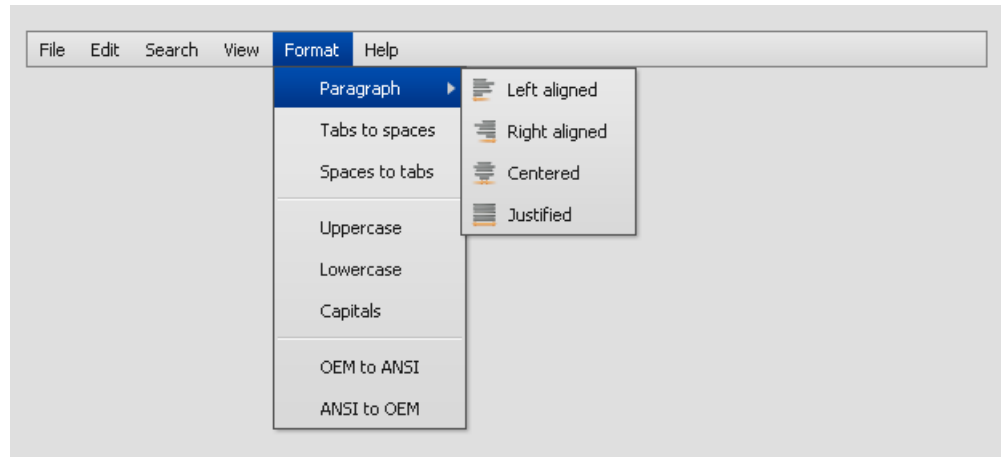 File Edit Search View Format Help
Paragraph
Tabs to spaces
Spaces to tabs
Uppercase
Lowercase
Capitals
OEM to ANSI
ANSI to OEM
Left aligned
Right aligned
Centered
Justified